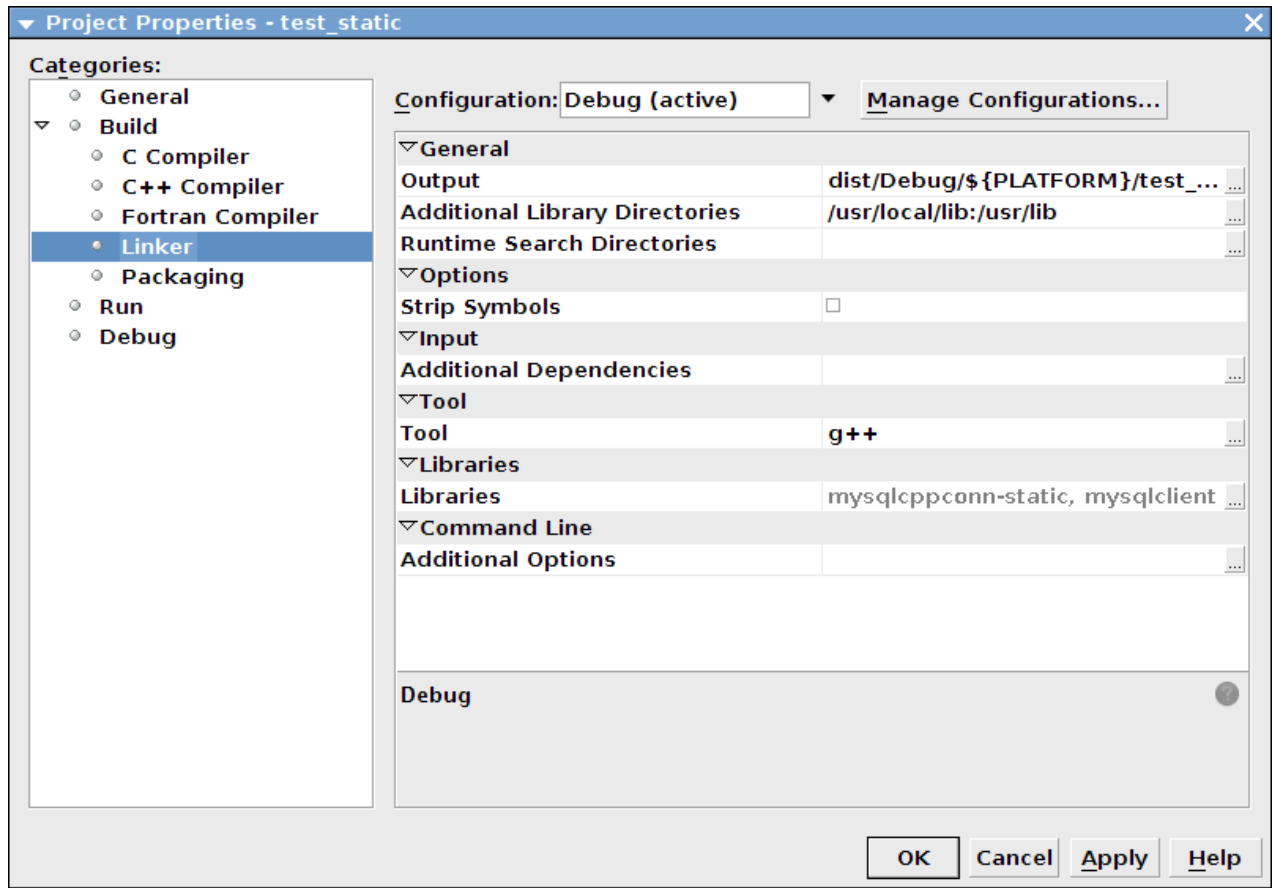 Project Properties - test_static
Categories:
General
Build
C Compiler
C++ Compiler
Fortran Compiler
Linker
Packaging
Run
Debug
Configuration: Debug (active) Manage Configurations...
General
Output dist/Debug/${PLATFORM}/test_... ...
Additional Library Directories /usr/local/lib:/usr/lib ...
Runtime Search Directories ...
Options
Strip Symbols
Input
Additional Dependencies ...
Tool
Tool g++ ...
Libraries
Libraries mysqlcppconn-static, mysqlclient ...
Command Line
Additional Options ...
Debug ?
OK Cancel Apply Help